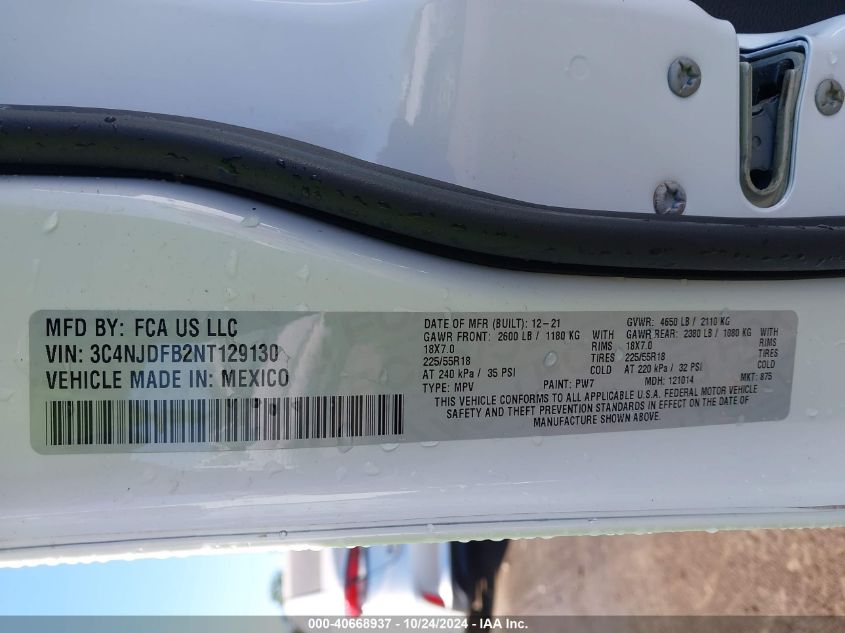 MFD BY: FCA US LLC
VIN: 3C4NJDFB2NT129130
VEHICLE MADE IN: MEXICO
DATE OF MFR (BUILT): 12-21 GVWR: 4650 LB / 2110 KG
GAWR FRONT: 2600 LB / 1180 KG WITH GAWR REAR: 2380 LB / 1080 KG WITH
18X7.0 RIMS 18X7.0 RIMS
225/55R18 TIRES 225/55R18 TIRES
AT 240 kPa / 35 PSI COLD AT 220 kPa / 32 PSI COLD
TYPE: MPV PAINT: PW7 MDH: 121014 MKT: 875
THIS VEHICLE CONFORMS TO ALL APPLICABLE U.S.A. FEDERAL MOTOR VEHICLE
SAFETY AND THEFT PREVENTION STANDARDS IN EFFECT ON THE DATE OF
MANUFACTURE SHOWN ABOVE.
000-40668937 - 10/24/2024 - IAA Inc.